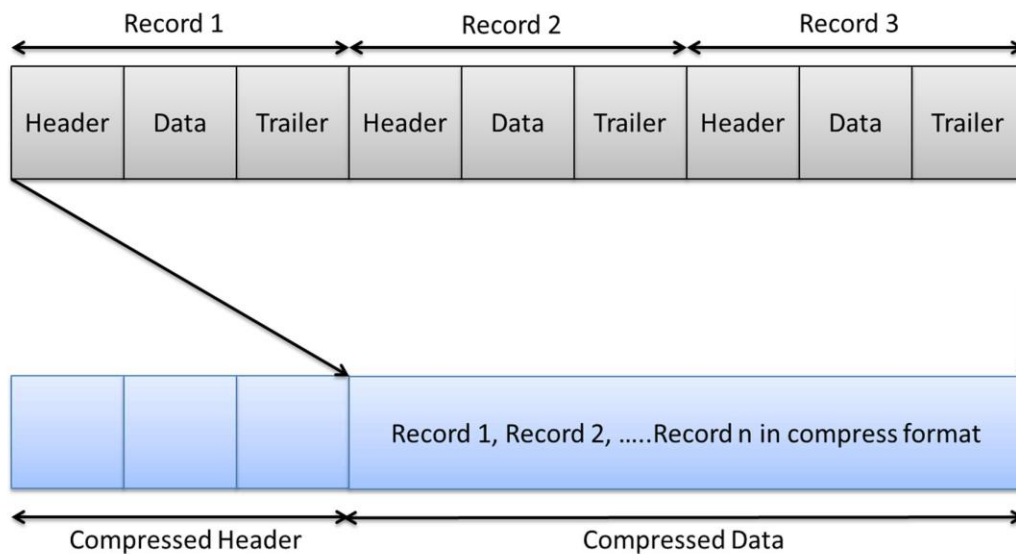 Record 1 Record 2 Record 3
Header Data Trailer Header Data Trailer Header Data Trailer
Record 1, Record 2, .....Record n in compress format
Compressed Header Compressed Data